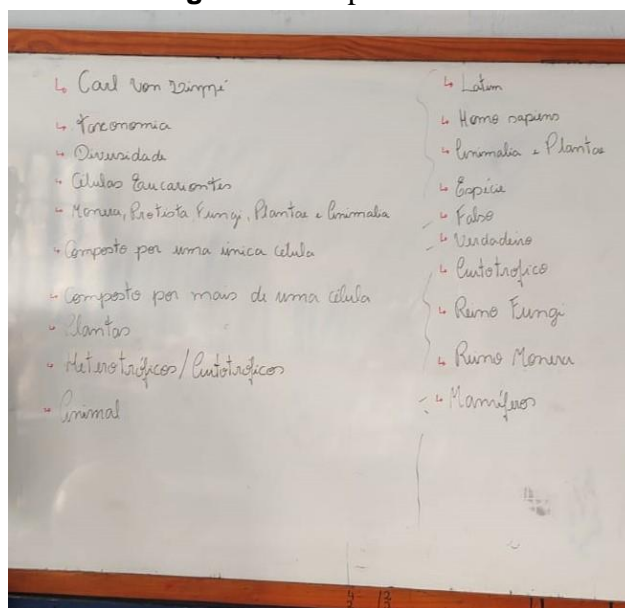 ↳ Carl Von Linné
↳ Taxonomia
↳ Diversidade
↳ Células Eucariontes
↳ Monera, Protista Fungi, Plantae e Animalia
↳ Composto por uma única célula
↳ Composto por mais de uma célula
↳ Plantas
↳ Heterotróficos/Autotróficos
↳ Animal
↳ Latim
↳ Homo sapiens
↳ Animalia e Plantae
↳ Espécie
↳ Falso
↳ Verdadeiro
↳ Autotrofico
↳ Reino Fungi
↳ Reino Monera
↳ Mamíferos